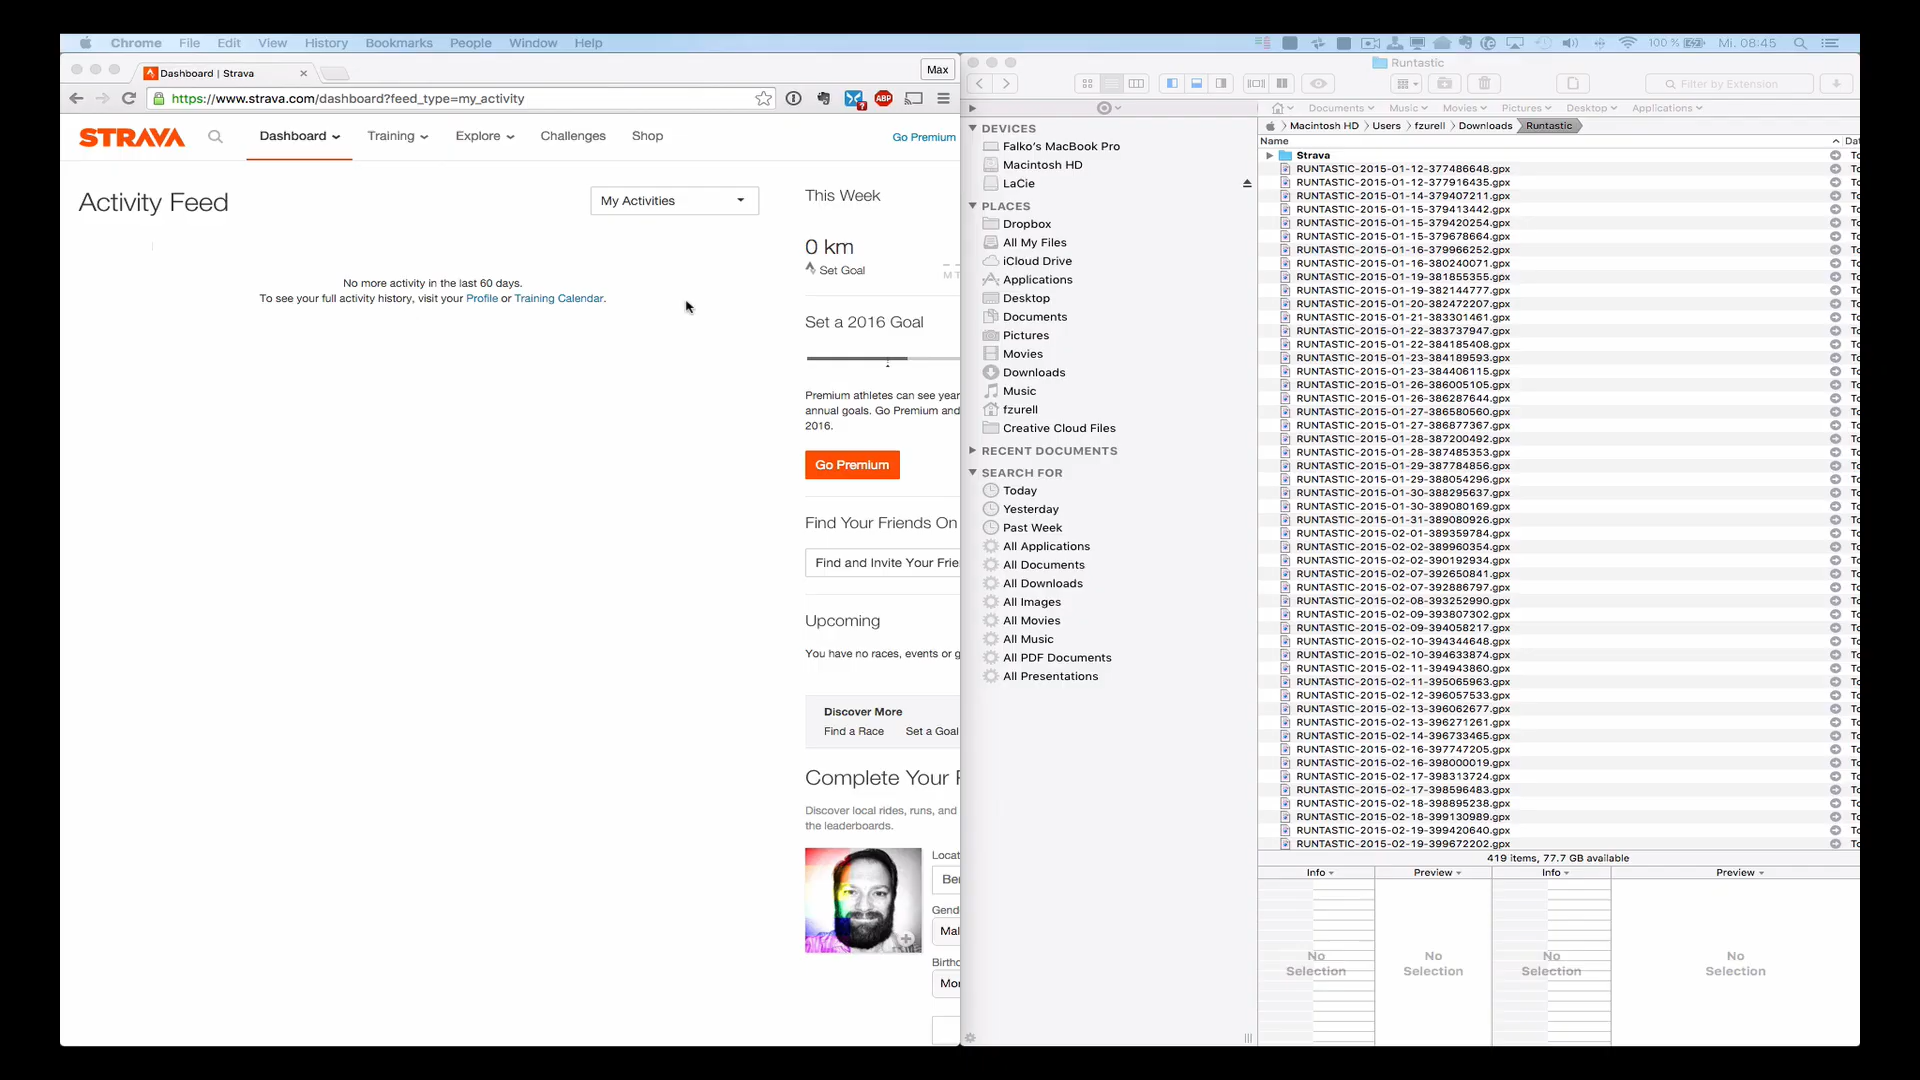 Chrome File Edit View History Bookmarks People Window Help
100 % Mi. 08:45
Dashboard | Strava
Max
https://www.strava.com/dashboard?feed_type=my_activity
ABP
STRAVA Dashboard Training Explore Challenges Shop Go Premium
Activity Feed
My Activities
No more activity in the last 60 days.
To see your full activity history, visit your Profile or Training Calendar.
This Week
0 km
Set Goal
M T
Set a 2016 Goal
Premium athletes can see year
annual goals. Go Premium and
2016.
Go Premium
Find Your Friends On
Find and Invite Your Frie
Upcoming
You have no races, events or g
Discover More
Find a Race Set a Goal
Complete Your
Discover local rides, runs, and
the leaderboards.
Locat
Be
Gend
Mal
Birth
Mo
Runtastic
Filter by Extension
Documents Music Movies Pictures Desktop Applications
DEVICES
Falko's MacBook Pro
Macintosh HD
LaCie
PLACES
Dropbox
All My Files
iCloud Drive
Applications
Desktop
Documents
Pictures
Movies
Downloads
Music
fzurell
Creative Cloud Files
RECENT DOCUMENTS
SEARCH FOR
Today
Yesterday
Past Week
All Applications
All Documents
All Downloads
All Images
All Movies
All Music
All PDF Documents
All Presentations
Macintosh HD Users fzurell Downloads Runtastic
Name Dat
Strava
RUNTASTIC-2015-01-12-377486648.gpx
RUNTASTIC-2015-01-12-377916435.gpx
RUNTASTIC-2015-01-14-379407211.gpx
RUNTASTIC-2015-01-15-379413442.gpx
RUNTASTIC-2015-01-15-379420254.gpx
RUNTASTIC-2015-01-15-379678664.gpx
RUNTASTIC-2015-01-16-379966252.gpx
RUNTASTIC-2015-01-16-380240071.gpx
RUNTASTIC-2015-01-19-381855355.gpx
RUNTASTIC-2015-01-19-382144777.gpx
RUNTASTIC-2015-01-20-382472207.gpx
RUNTASTIC-2015-01-21-383301461.gpx
RUNTASTIC-2015-01-22-383737947.gpx
RUNTASTIC-2015-01-22-384185408.gpx
RUNTASTIC-2015-01-23-384189593.gpx
RUNTASTIC-2015-01-23-384406115.gpx
RUNTASTIC-2015-01-26-386005105.gpx
RUNTASTIC-2015-01-26-386287644.gpx
RUNTASTIC-2015-01-27-386580560.gpx
RUNTASTIC-2015-01-27-386877367.gpx
RUNTASTIC-2015-01-28-387200492.gpx
RUNTASTIC-2015-01-28-387485353.gpx
RUNTASTIC-2015-01-29-387784856.gpx
RUNTASTIC-2015-01-29-388054296.gpx
RUNTASTIC-2015-01-30-388295637.gpx
RUNTASTIC-2015-01-30-389080169.gpx
RUNTASTIC-2015-01-31-389080926.gpx
RUNTASTIC-2015-02-01-389359784.gpx
RUNTASTIC-2015-02-02-389960354.gpx
RUNTASTIC-2015-02-02-390192934.gpx
RUNTASTIC-2015-02-07-392650841.gpx
RUNTASTIC-2015-02-07-392886797.gpx
RUNTASTIC-2015-02-08-393252990.gpx
RUNTASTIC-2015-02-09-393807302.gpx
RUNTASTIC-2015-02-09-394058217.gpx
RUNTASTIC-2015-02-10-394344648.gpx
RUNTASTIC-2015-02-10-394633874.gpx
RUNTASTIC-2015-02-11-394943860.gpx
RUNTASTIC-2015-02-11-395065963.gpx
RUNTASTIC-2015-02-12-396057533.gpx
RUNTASTIC-2015-02-13-396062677.gpx
RUNTASTIC-2015-02-13-396271261.gpx
RUNTASTIC-2015-02-14-396733465.gpx
RUNTASTIC-2015-02-16-397747205.gpx
RUNTASTIC-2015-02-16-398000019.gpx
RUNTASTIC-2015-02-17-398313724.gpx
RUNTASTIC-2015-02-17-398596483.gpx
RUNTASTIC-2015-02-18-398895238.gpx
RUNTASTIC-2015-02-18-399130989.gpx
RUNTASTIC-2015-02-19-399420640.gpx
RUNTASTIC-2015-02-19-399672202.gpx
419 items, 77.7 GB available
Info Preview Info Preview
No Selection
No Selection
No Selection
No Selection